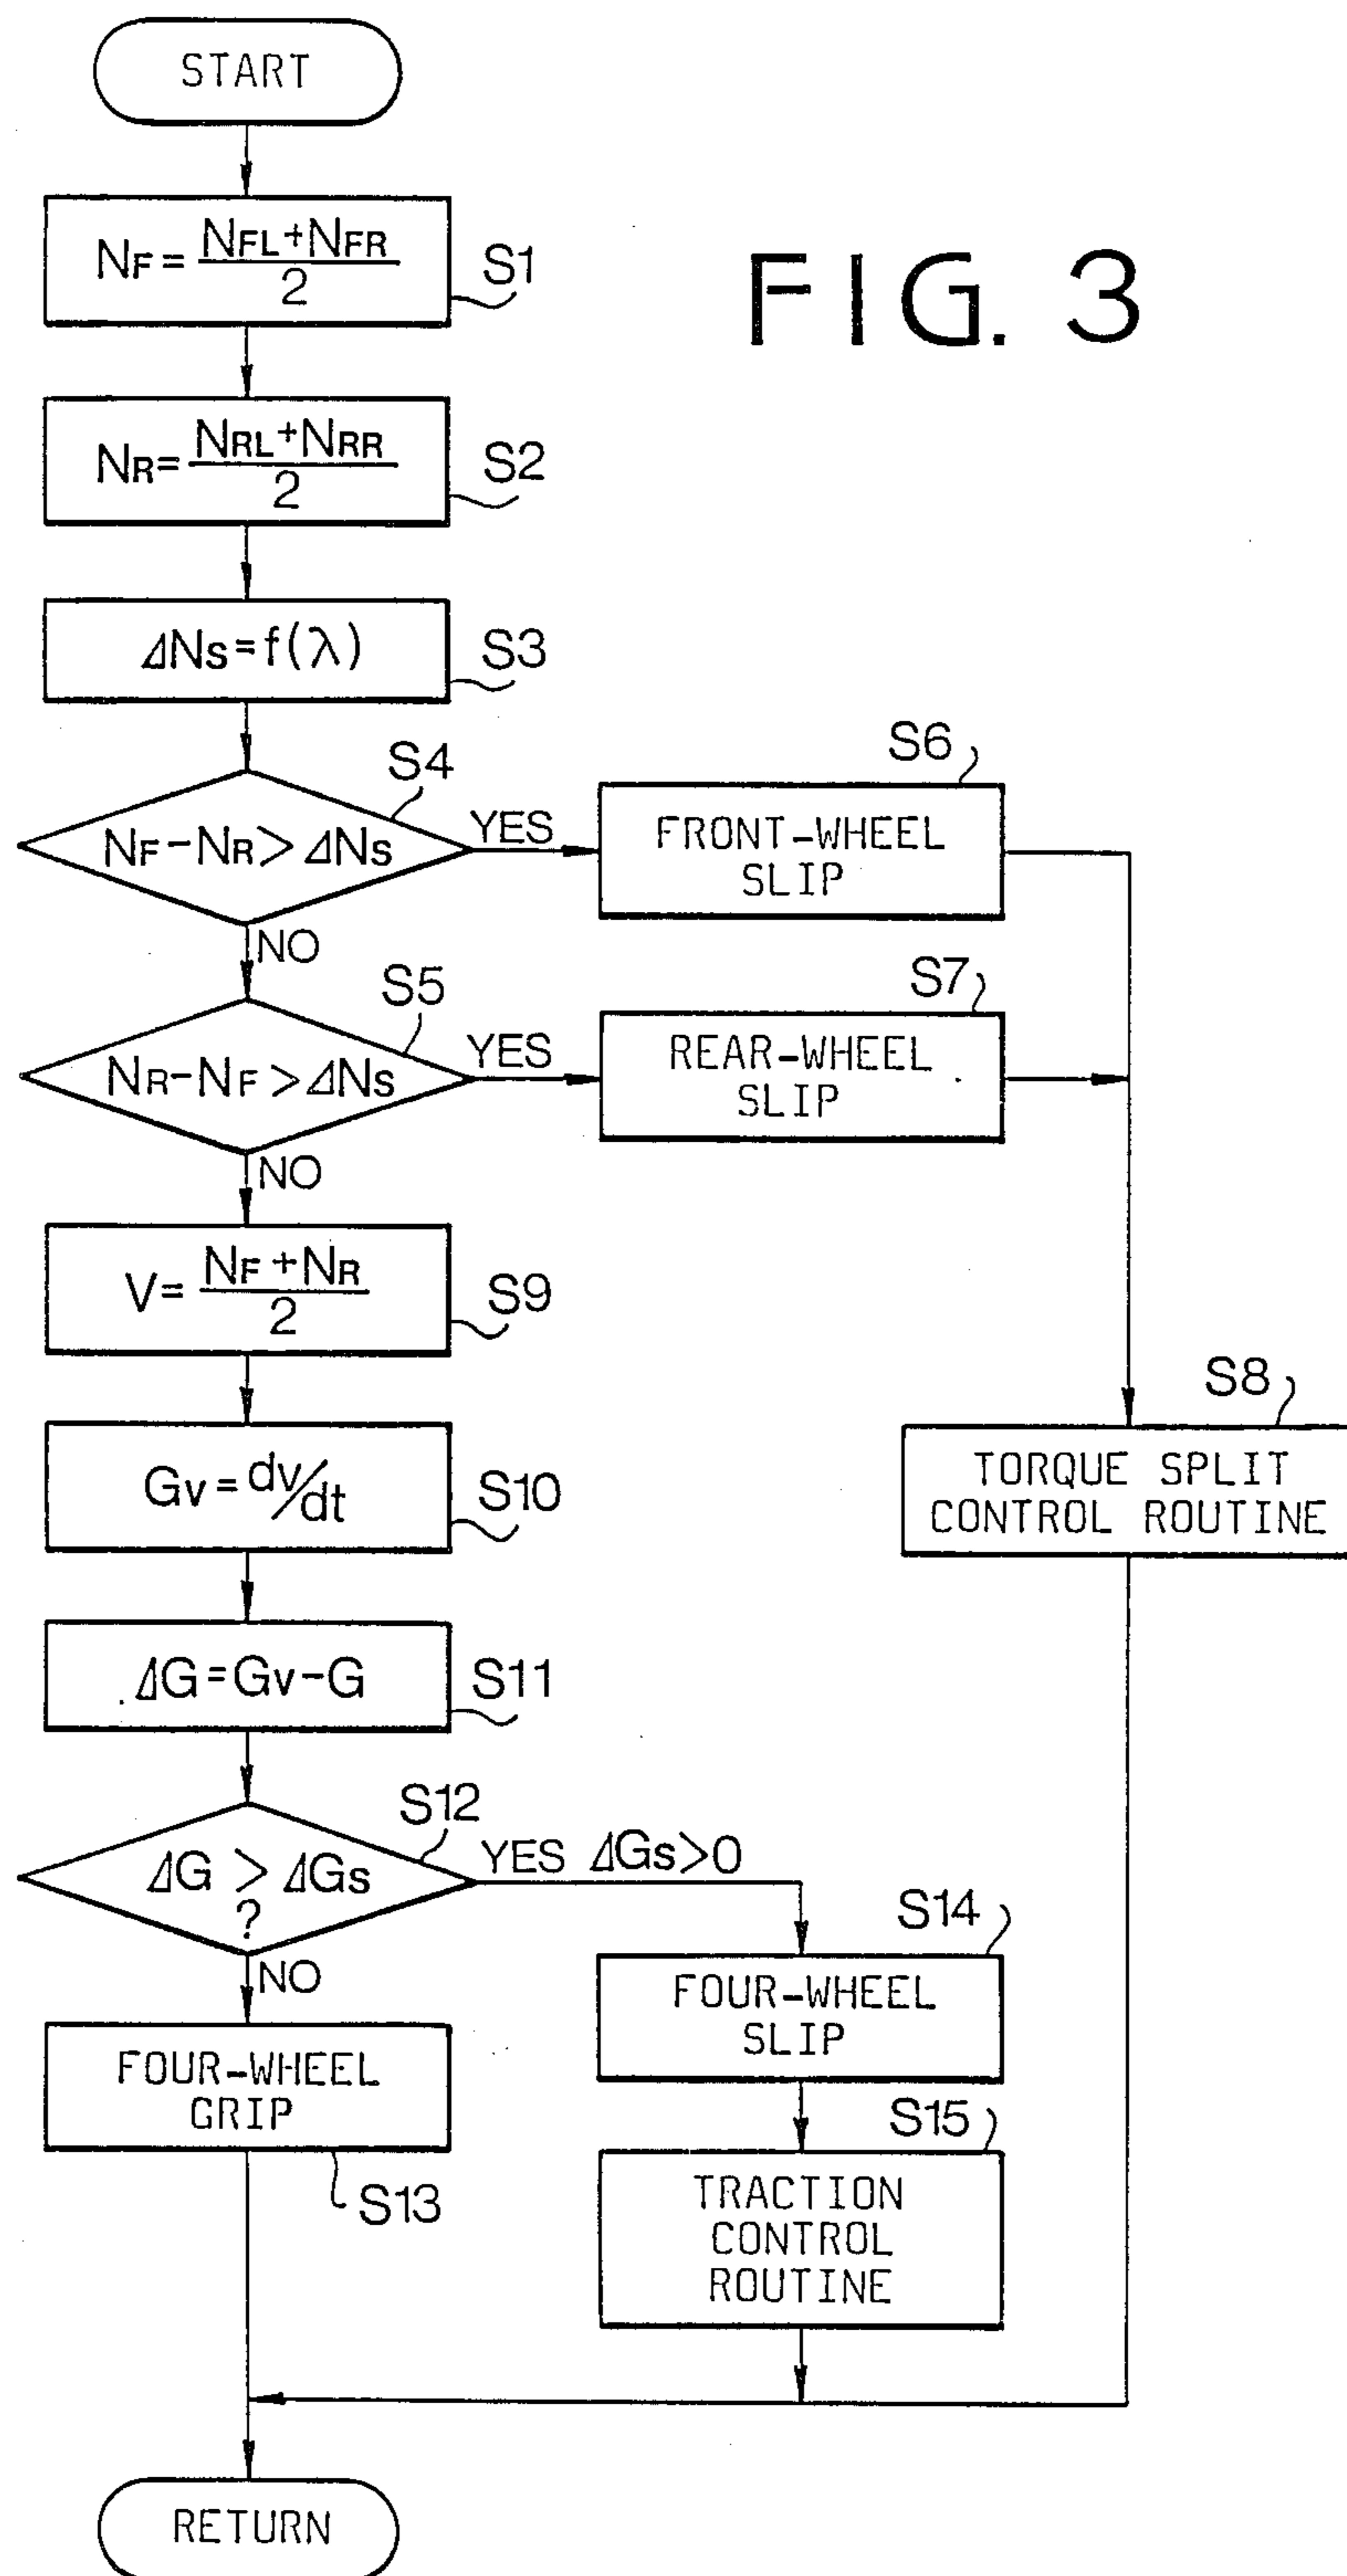 START
FIG. 3
NF = NFL+NFR / 2
S1
NR = NRL+NRR / 2
S2
ΔNs = f(λ)
S3
S4
NF-NR > ΔNs
YES
S6
FRONT-WHEEL
SLIP
NO
S5
NR-NF > ΔNs
YES
S7
REAR-WHEEL
SLIP
NO
V = NF+NR / 2
S9
Gv = dv/dt
S10
S8
TORQUE SPLIT
CONTROL ROUTINE
ΔG = Gv-G
S11
S12
ΔG > ΔGs
?
YES ΔGs>0
NO
S14
FOUR-WHEEL
SLIP
FOUR-WHEEL
GRIP
S13
S15
TRACTION
CONTROL
ROUTINE
RETURN